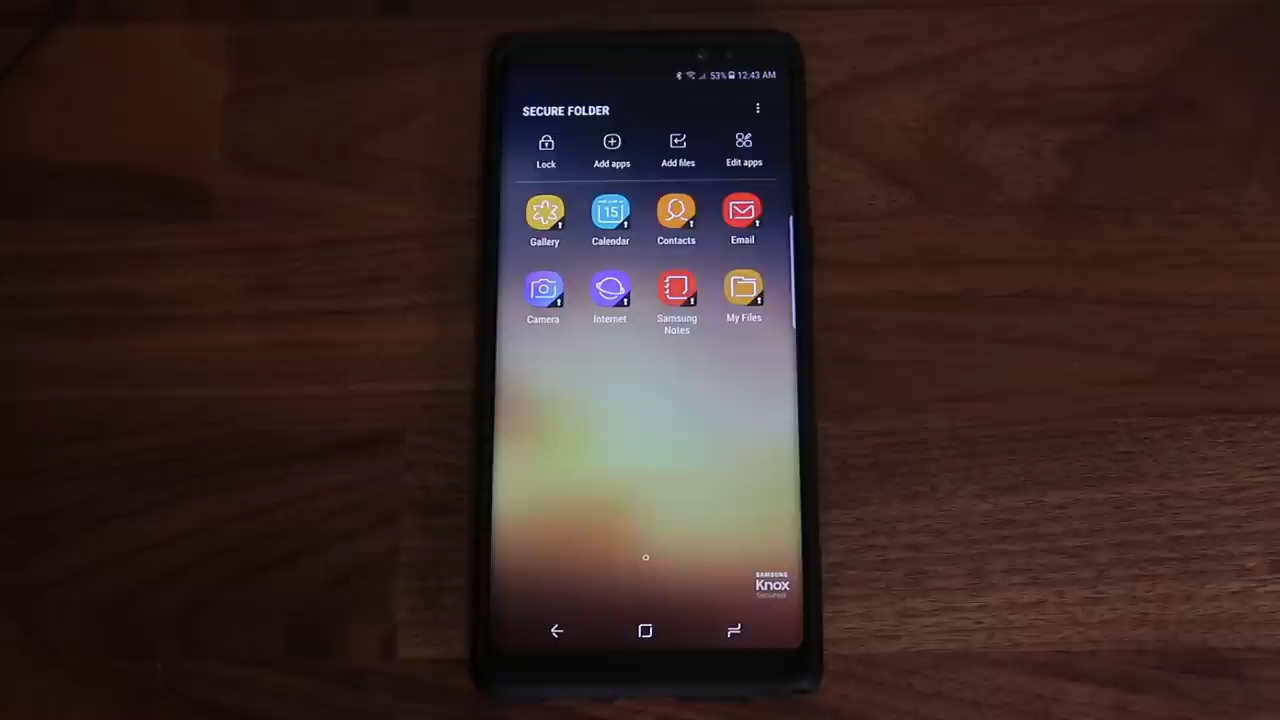 53% 12:43 AM
SECURE FOLDER
Lock Add apps Add files Edit apps
15
Gallery Calendar Contacts Email
Camera Internet Samsung Notes My Files
SAMSUNG
Knox
Secured